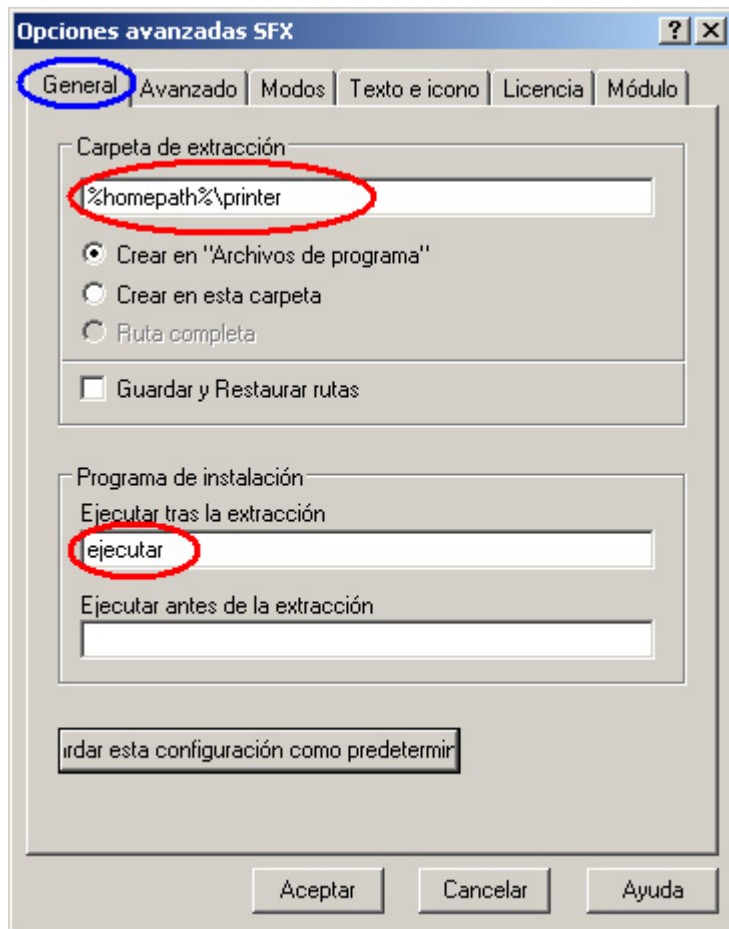 Opciones avanzadas SFX
General Avanzado Modos Texto e icono Licencia Módulo
Carpeta de extracción
%homepath%\printer
Crear en "Archivos de programa"
Crear en esta carpeta
Ruta completa
Guardar y Restaurar rutas
Programa de instalación
Ejecutar tras la extracción
ejecutar
Ejecutar antes de la extracción
ırdar esta configuración como predetermir
Aceptar Cancelar Ayuda